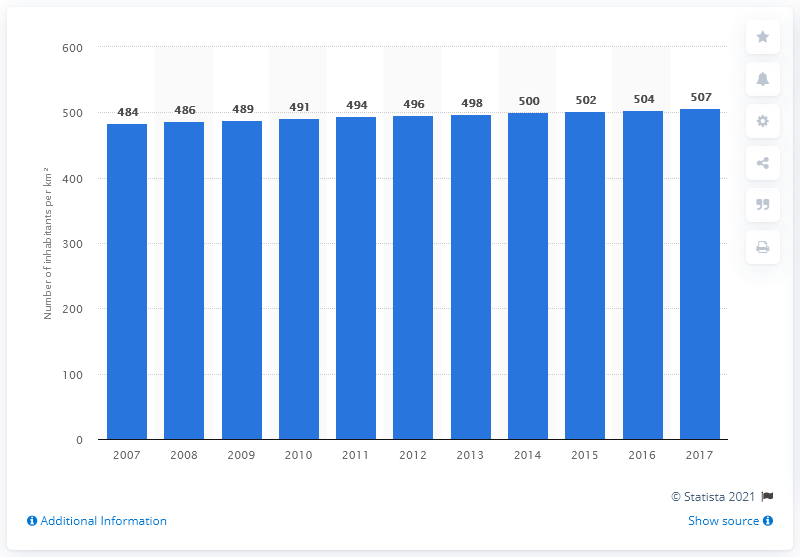 Number of inhabitants per km²
600
500
400
300
200
100
0
484 486 489 491 494 496 498 500 502 504 507
2007 2008 2009 2010 2011 2012 2013 2014 2015 2016 2017
© Statista 2021
Additional Information Show source